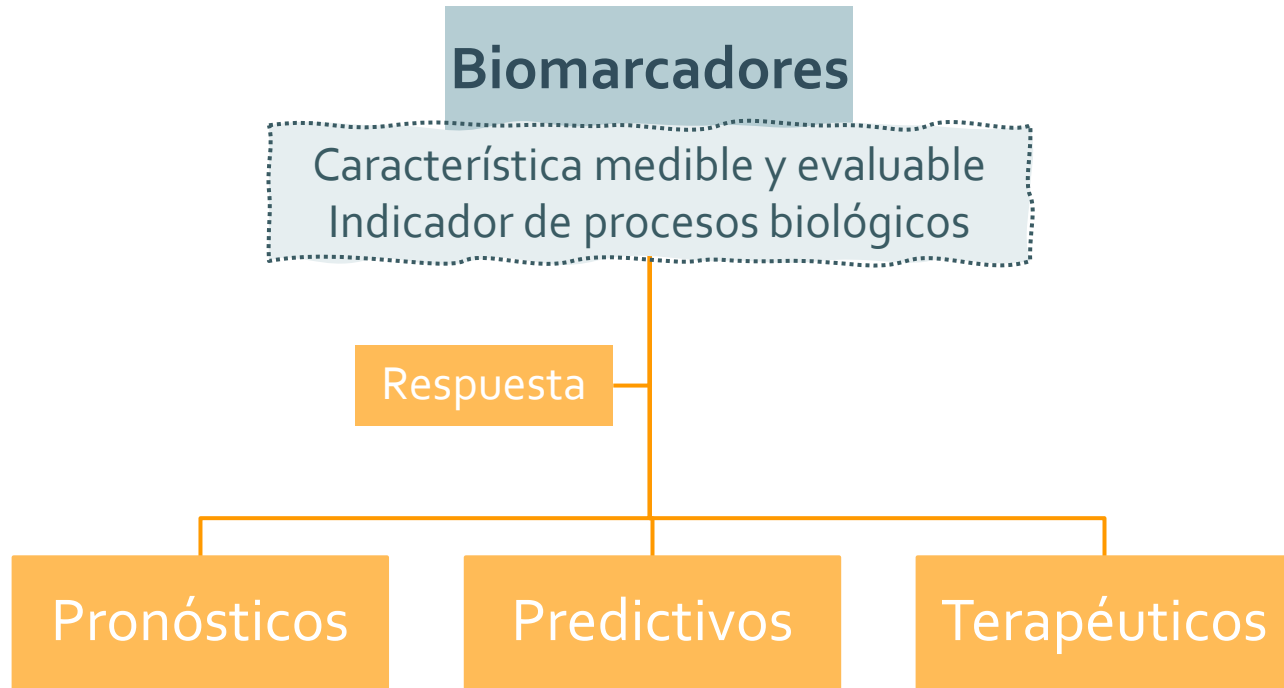 Biomarcadores
Característica medible y evaluable
Indicador de procesos biológicos
Respuesta
Pronósticos
Predictivos
Terapéuticos